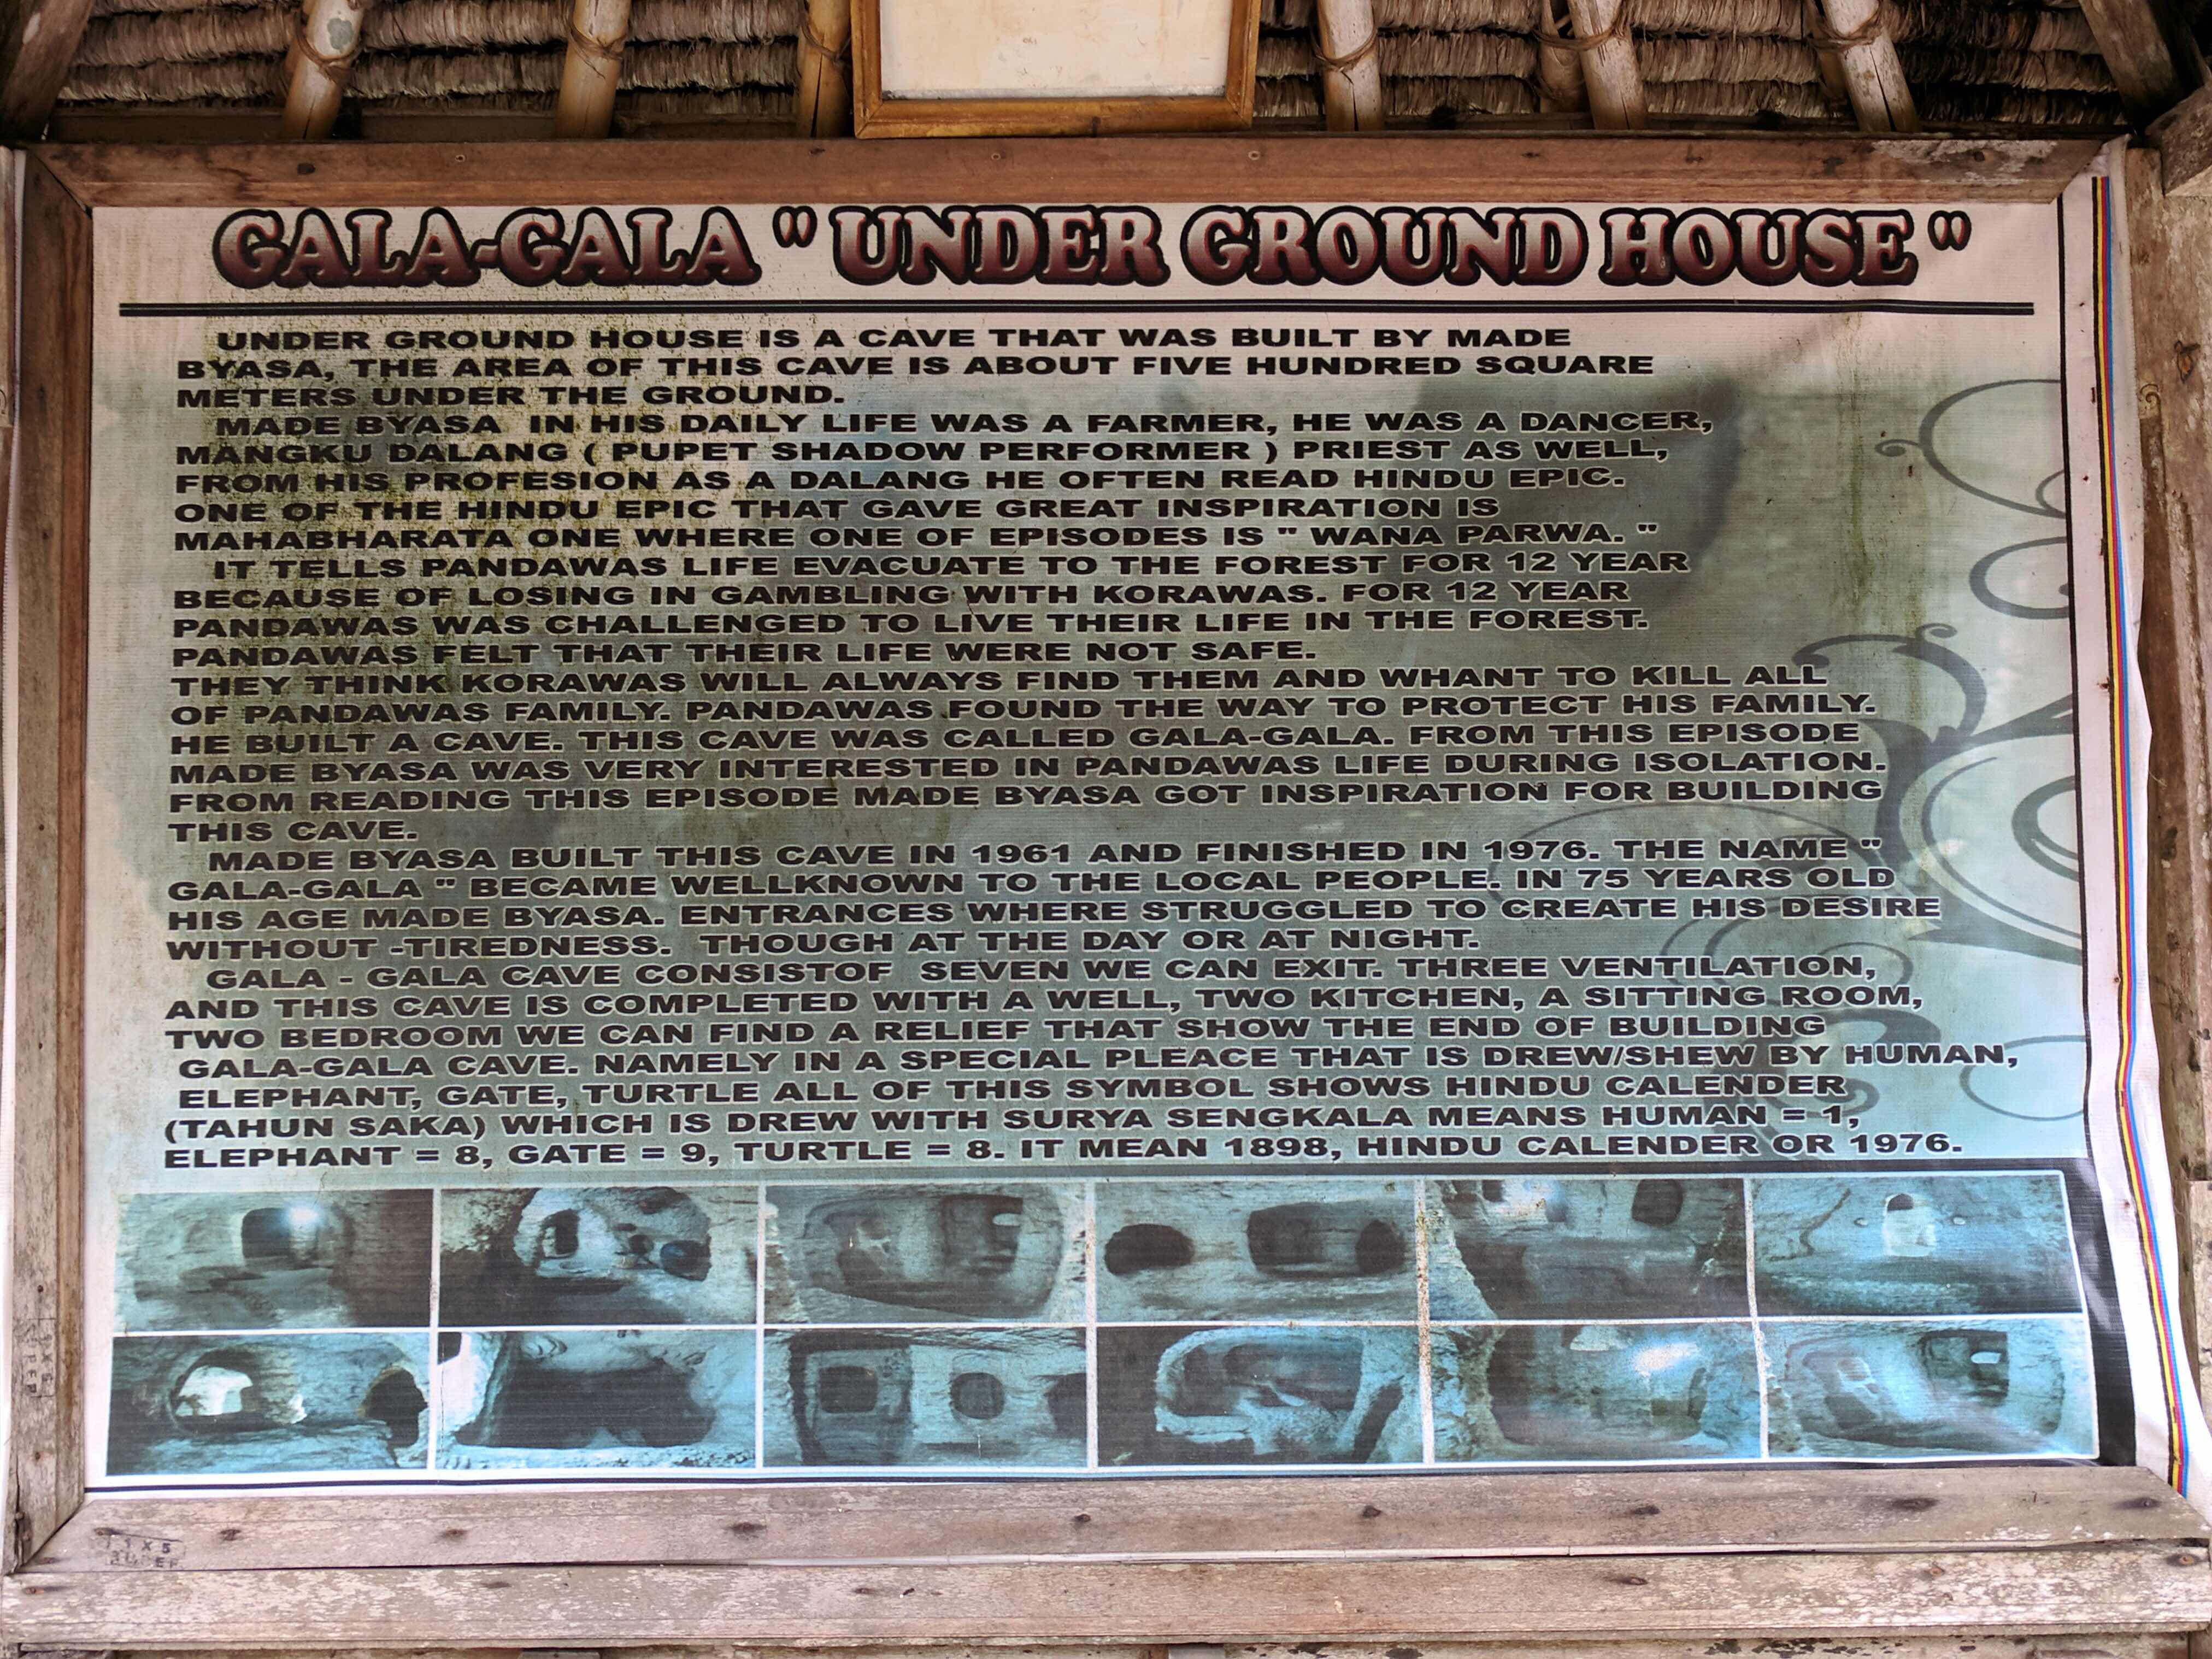 GALA-GALA " UNDER GROUND HOUSE "
UNDER GROUND HOUSE IS A CAVE THAT WAS BUILT BY MADE
BYASA, THE AREA OF THIS CAVE IS ABOUT FIVE HUNDRED SQUARE
METERS UNDER THE GROUND.
MADE BYASA IN HIS DAILY LIFE WAS A FARMER, HE WAS A DANCER,
MANGKU DALANG ( PUPET SHADOW PERFORMER ) PRIEST AS WELL,
FROM HIS PROFESION AS A DALANG HE OFTEN READ HINDU EPIC.
ONE OF THE HINDU EPIC THAT GAVE GREAT INSPIRATION IS
MAHABHARATA ONE WHERE ONE OF EPISODES IS " WANA PARWA. "
IT TELLS PANDAWAS LIFE EVACUATE TO THE FOREST FOR 12 YEAR
BECAUSE OF LOSING IN GAMBLING WITH KORAWAS. FOR 12 YEAR
PANDAWAS WAS CHALLENGED TO LIVE THEIR LIFE IN THE FOREST.
PANDAWAS FELT THAT THEIR LIFE WERE NOT SAFE.
THEY THINK KORAWAS WILL ALWAYS FIND THEM AND WHANT TO KILL ALL
OF PANDAWAS FAMILY. PANDAWAS FOUND THE WAY TO PROTECT HIS FAMILY.
HE BUILT A CAVE. THIS CAVE WAS CALLED GALA-GALA. FROM THIS EPISODE
MADE BYASA WAS VERY INTERESTED IN PANDAWAS LIFE DURING ISOLATION.
FROM READING THIS EPISODE MADE BYASA GOT INSPIRATION FOR BUILDING
THIS CAVE.
MADE BYASA BUILT THIS CAVE IN 1961 AND FINISHED IN 1976. THE NAME "
GALA-GALA " BECAME WELLKNOWN TO THE LOCAL PEOPLE. IN 75 YEARS OLD
HIS AGE MADE BYASA. ENTRANCES WHERE STRUGGLED TO CREATE HIS DESIRE
WITHOUT -TIREDNESS. THOUGH AT THE DAY OR AT NIGHT.
GALA - GALA CAVE CONSISTOF SEVEN WE CAN EXIT. THREE VENTILATION,
AND THIS CAVE IS COMPLETED WITH A WELL, TWO KITCHEN, A SITTING ROOM,
TWO BEDROOM WE CAN FIND A RELIEF THAT SHOW THE END OF BUILDING
GALA-GALA CAVE. NAMELY IN A SPECIAL PLEACE THAT IS DREW/SHEW BY HUMAN,
ELEPHANT, GATE, TURTLE ALL OF THIS SYMBOL SHOWS HINDU CALENDER
(TAHUN SAKA) WHICH IS DREW WITH SURYA SENGKALA MEANS HUMAN = 1,
ELEPHANT = 8, GATE = 9, TURTLE = 8. IT MEAN 1898, HINDU CALENDER OR 1976.